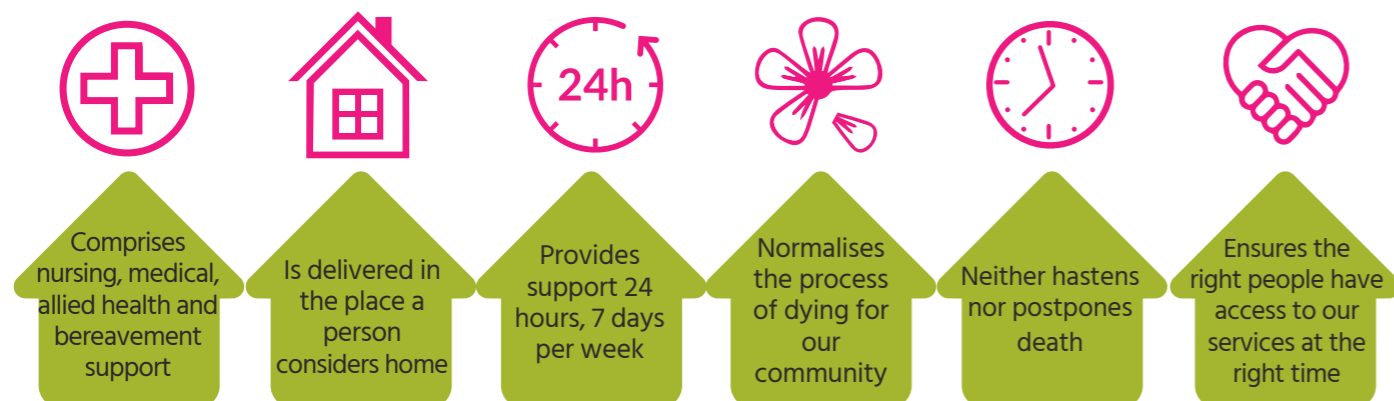 24h
Comprises
nursing, medical,
allied health and
bereavement
support
Is delivered in
the place a
person
considers home
Provides
support 24
hours, 7 days
per week
Normalises
the process
of dying for
our
community
Neither hastens
nor postpones
death
Ensures the
right people have
access to our
services at the
right time